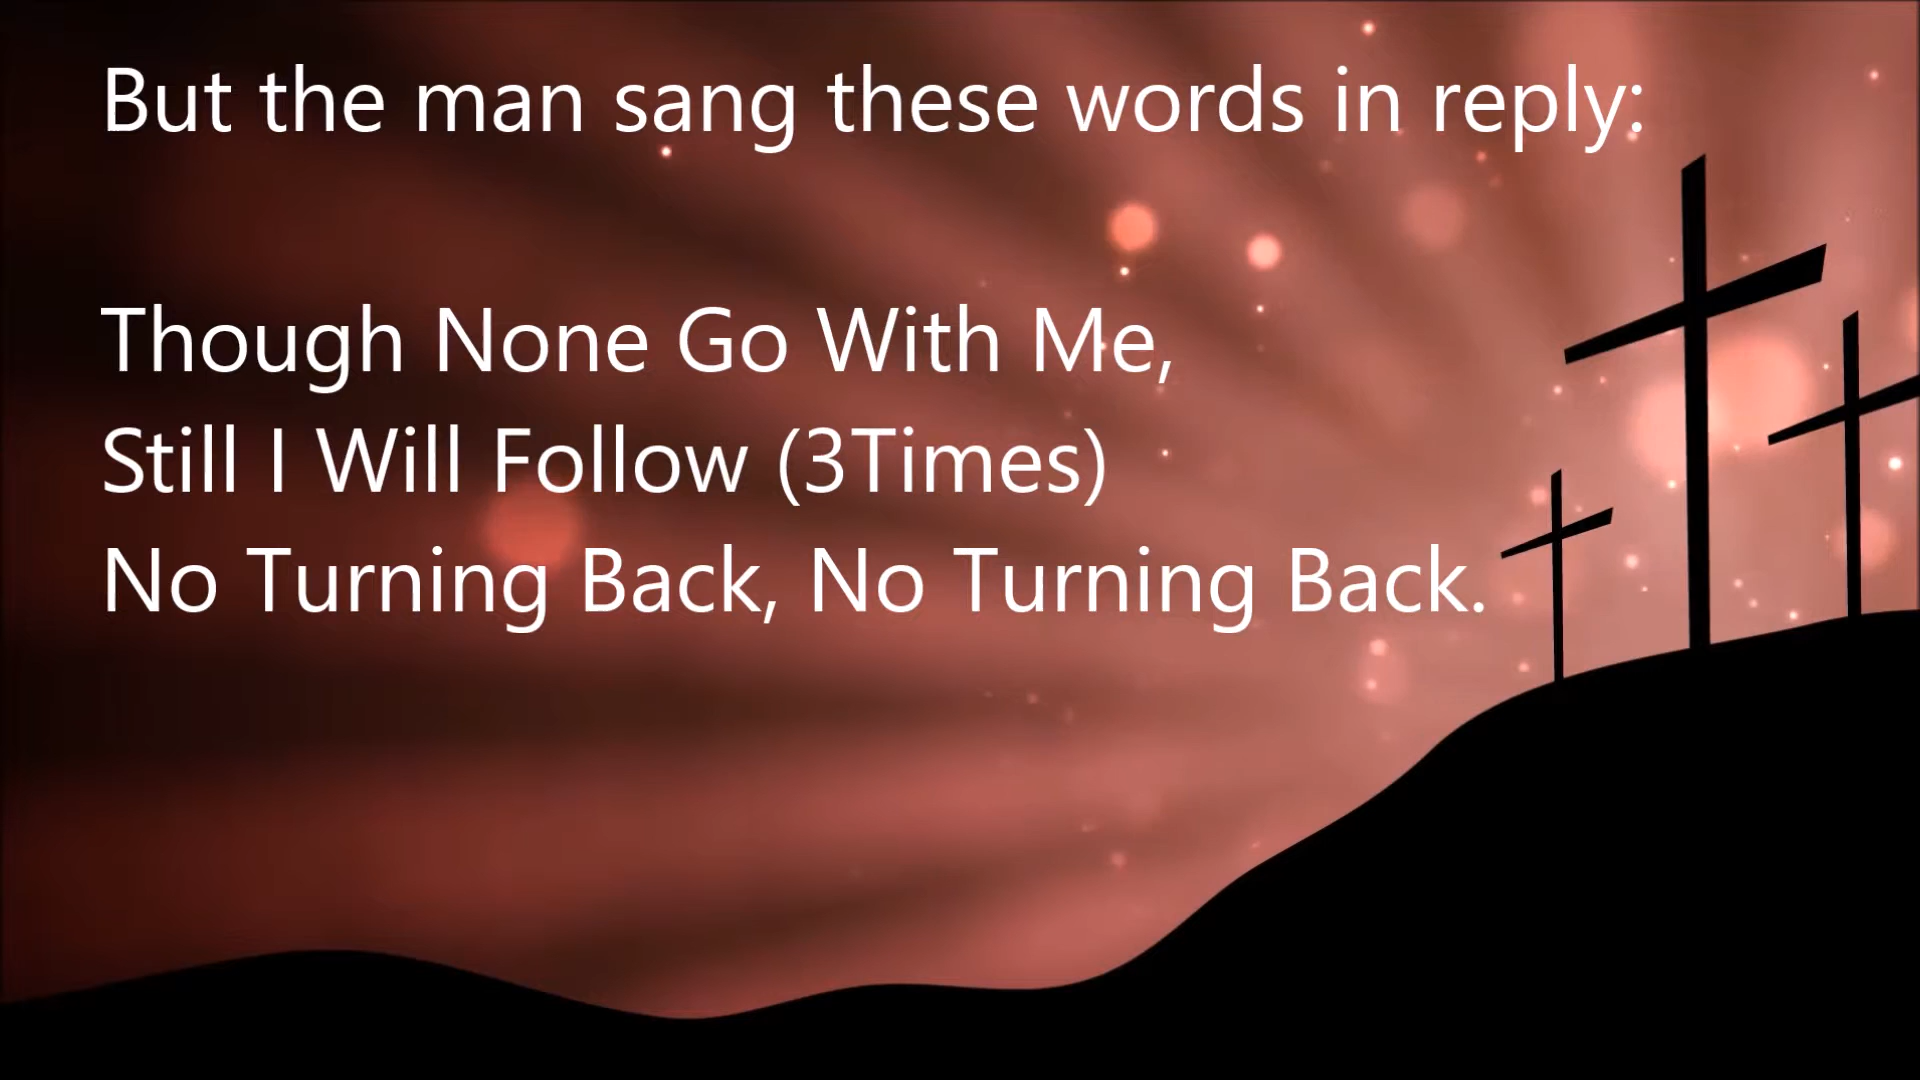 But the man sang these words in reply:
Though None Go With Me,
Still I Will Follow (3Times)
No Turning Back, No Turning Back.